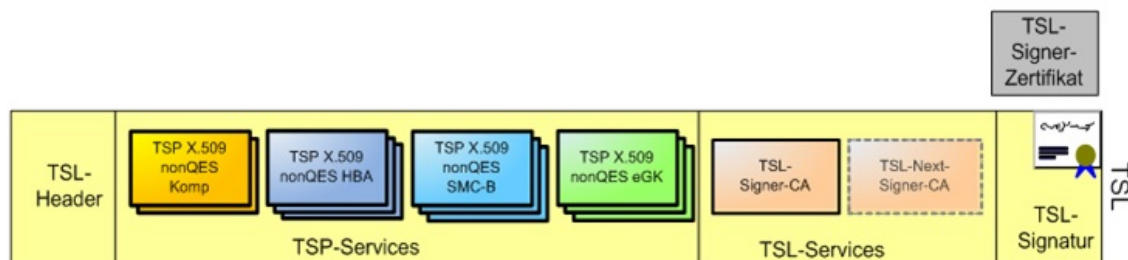 TSL-
Signer-
Zertifikat
TSL-
Header
TSP X.509
nonQES
Komp
TSP X.509
nonQES HBA
TSP X.509
nonQES
SMC-B
TSP X.509
nonQES eGK
TSP-Services
TSL-
Signer-CA
TSL-Next-
Signer-CA
TSL-Services
TSL-
Signatur
TSL